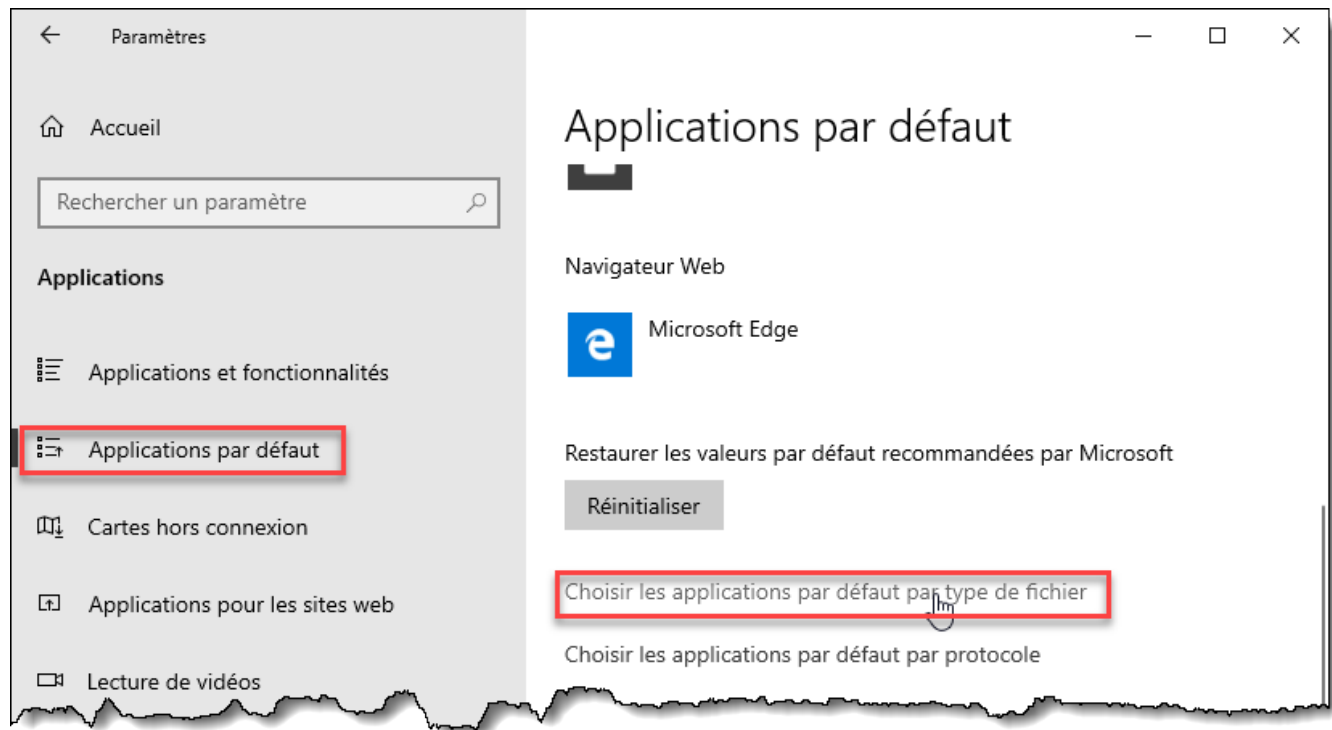 Paramètres
Accueil
Rechercher un paramètre
Applications
Applications et fonctionnalités
Applications par défaut
Cartes hors connexion
Applications pour les sites web
Lecture de vidéos
Applications par défaut
Navigateur Web
Microsoft Edge
Restaurer les valeurs par défaut recommandées par Microsoft
Réinitialiser
Choisir les applications par défaut par type de fichier
Choisir les applications par défaut par protocole